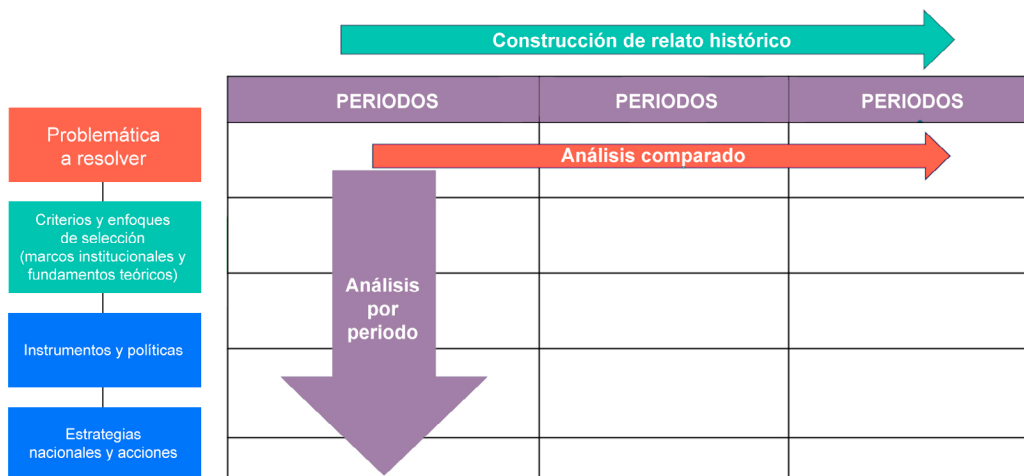 Construcción de relato histórico
PERIODOS PERIODOS PERIODOS
Problemática
a resolver
Análisis comparado
Criterios y enfoques
de selección
(marcos institucionales y
fundamentos teóricos)
Análisis
por
periodo
Instrumentos y políticas
Estrategias
nacionales y acciones